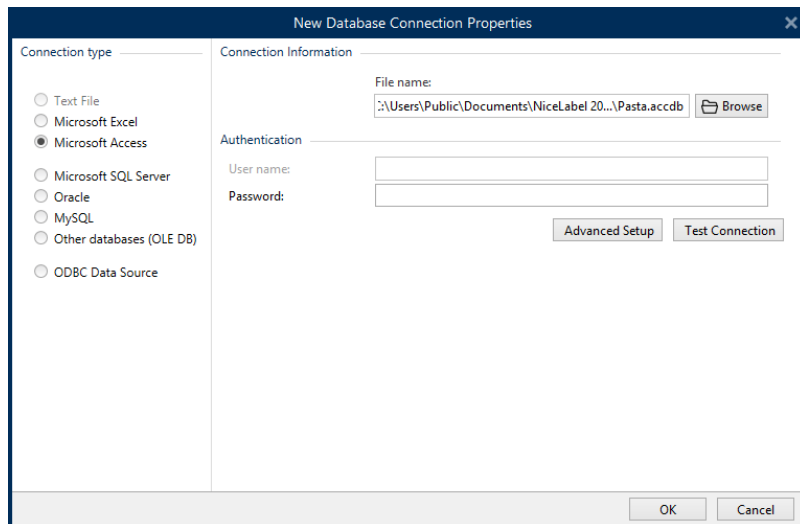 New Database Connection Properties
Connection type
Connection Information
Text File
Microsoft Excel
Microsoft Access
Microsoft SQL Server
Oracle
MySQL
Other databases (OLE DB)
ODBC Data Source
File name:
:\Users\Public\Documents\NiceLabel 20...\Pasta.accdb
Browse
Authentication
User name:
Password:
Advanced Setup
Test Connection
OK
Cancel